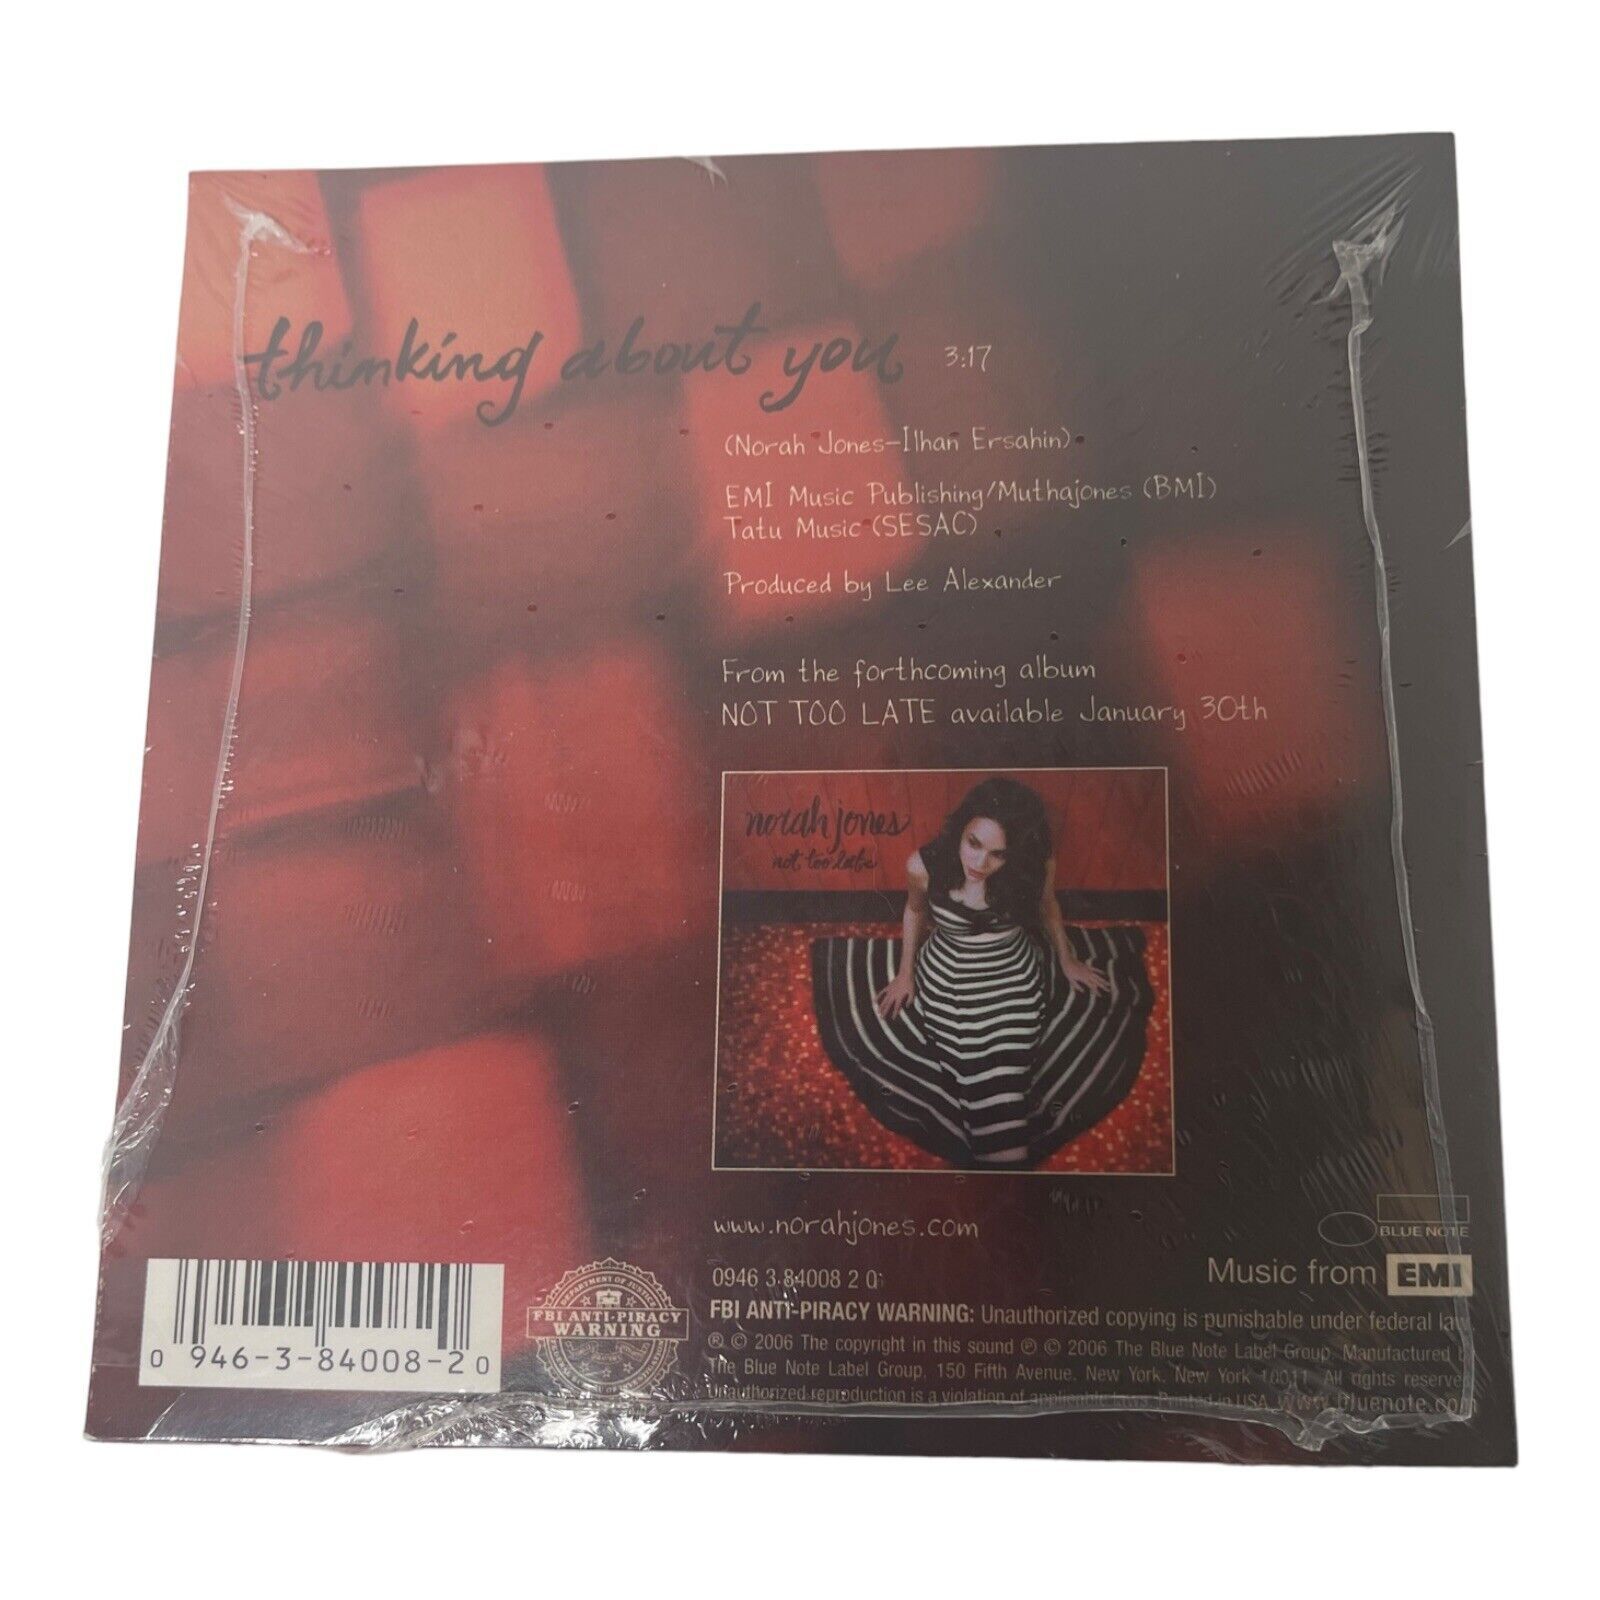 thinking about you 3:17
(Norah Jones-Ilhan Ersahin)
EMI Music Publishing/Muthajones (BMI)
Tatu Music (SESAC)
Produced by Lee Alexander
From the forthcoming album
NOT TOO LATE available January 30th
norah jones
not too late
www.norahjones.com
BLUE NOTE
Music from EMI
0946 3 84008 2 0
FBI ANTI-PIRACY WARNING: Unauthorized copying is punishable under federal law
℗ © 2006 The copyright in this sound ℗ © 2006 The Blue Note Label Group. Manufactured
The Blue Note Label Group, 150 Fifth Avenue. New York, New York 10011. All rights
Unauthorized reproduction is a violation of applicable laws. Printed in USA. www.bluenote.com
DEPARTMENT OF JUSTICE
FBI ANTI-PIRACY
WARNING
0 946-3-84008-2 0